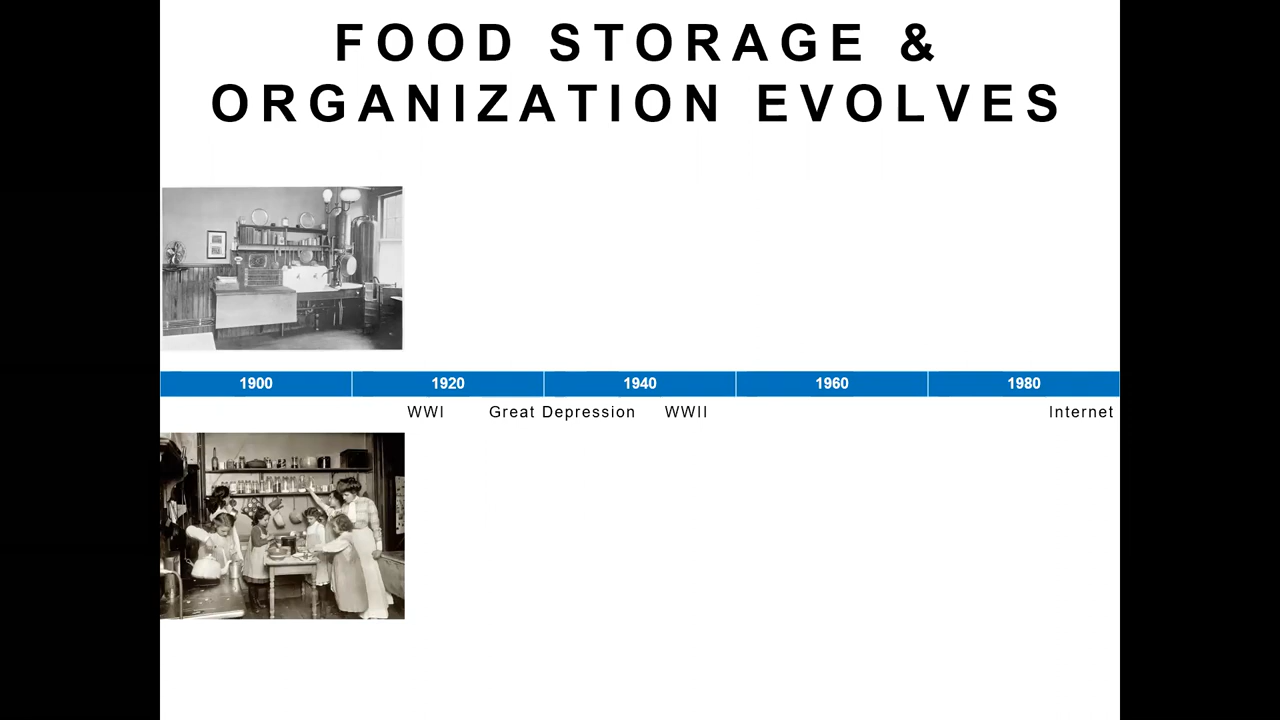 FOOD STORAGE &
ORGANIZATION EVOLVES
1900 1920 1940 1960 1980
WWI Great Depression WWII Internet